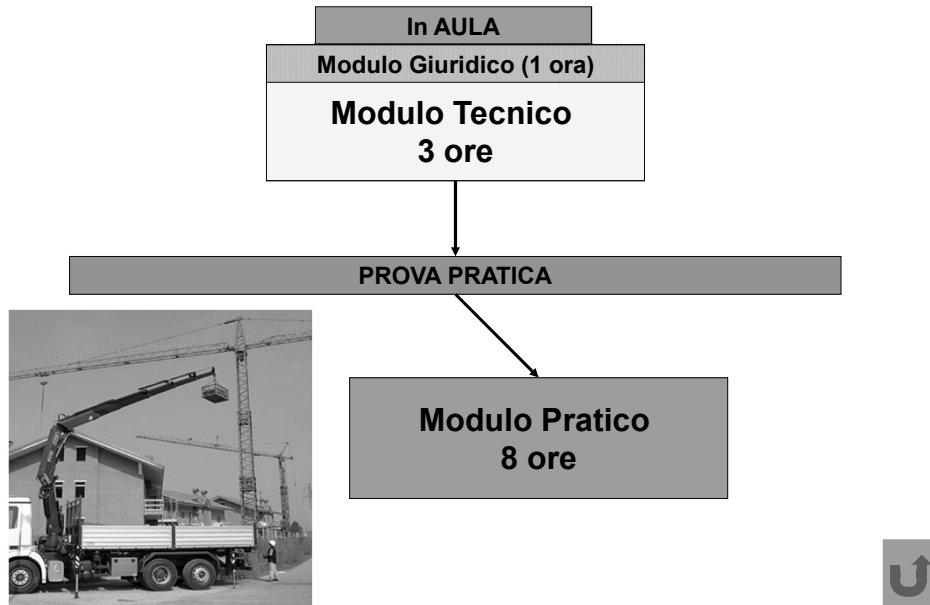 In AULA
Modulo Giuridico (1 ora)
Modulo Tecnico
3 ore
PROVA PRATICA
Modulo Pratico
8 ore